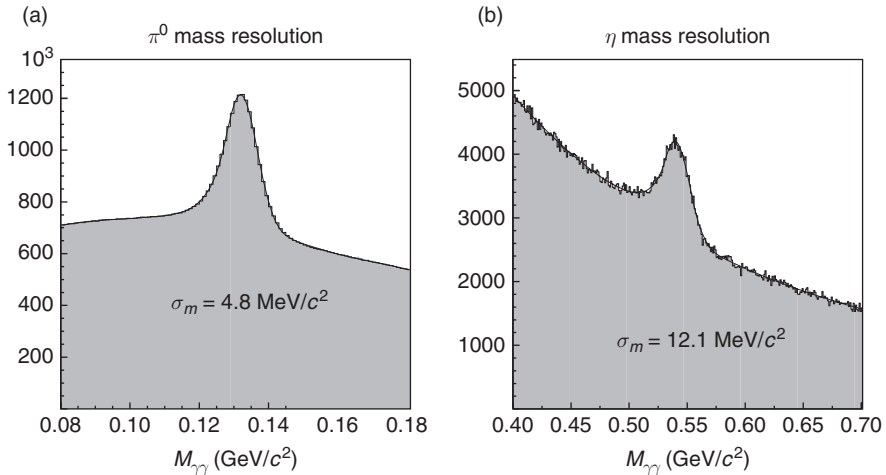 (a)
π⁰ mass resolution
10³
1200
1000
800
600
400
200
σₘ = 4.8 MeV/c²
0.08 0.10 0.12 0.14 0.16 0.18
M_γγ (GeV/c²)
(b)
η mass resolution
5000
4000
3000
2000
1000
σₘ = 12.1 MeV/c²
0.40 0.45 0.50 0.55 0.60 0.65 0.70
M_γγ (GeV/c²)